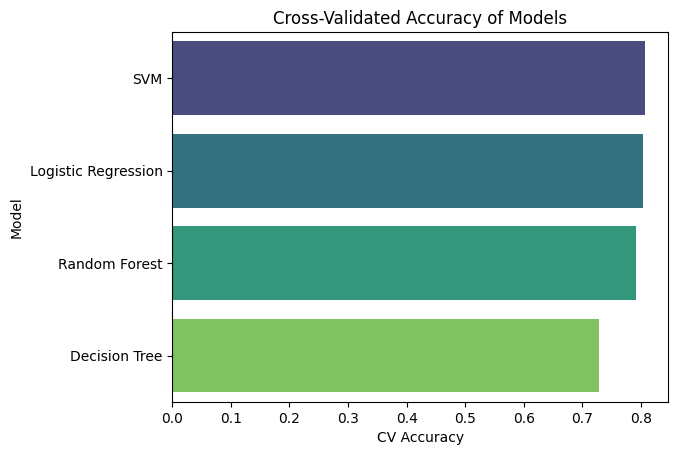 Cross-Validated Accuracy of Models
SVM
Logistic Regression
Random Forest
Decision Tree
Model
0.0 0.1 0.2 0.3 0.4 0.5 0.6 0.7 0.8
CV Accuracy